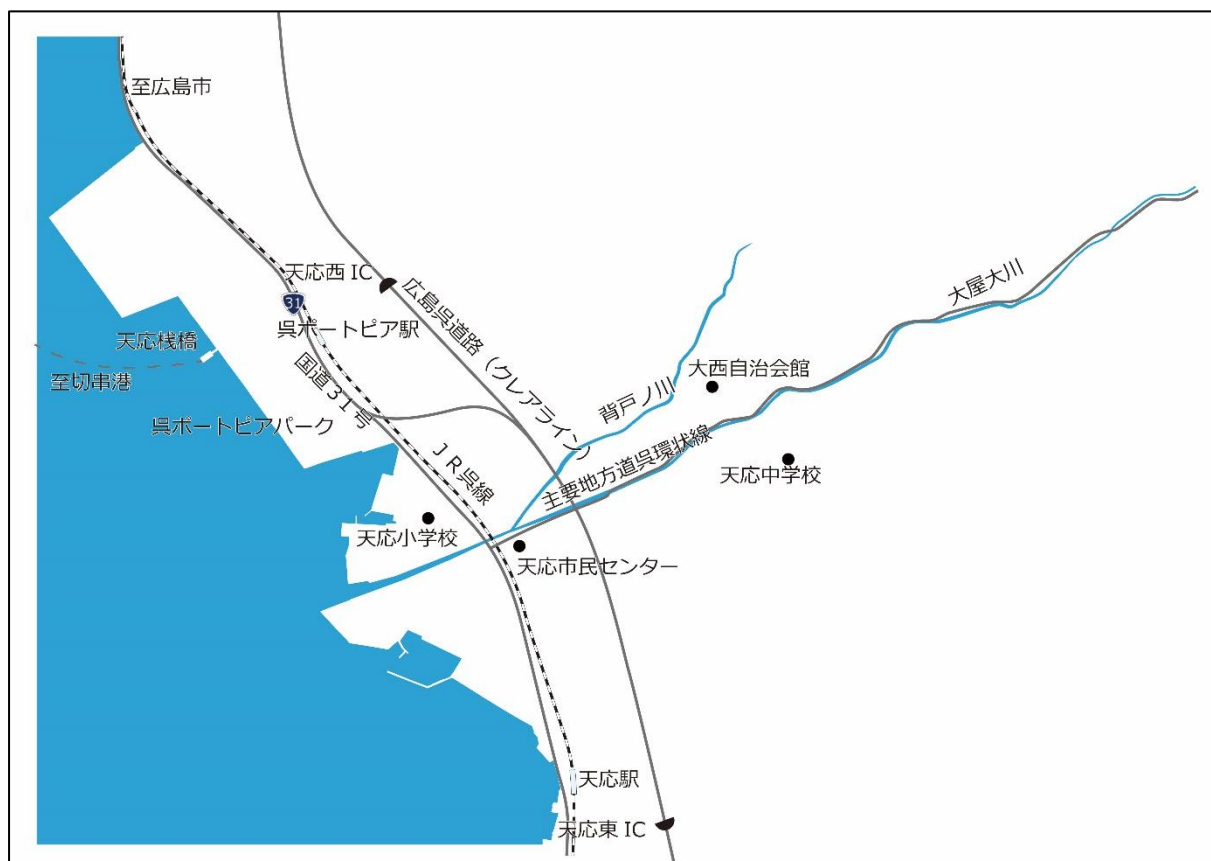 至広島市
天応西 IC
31
呉ポートピア駅
広島呉道路（クレアライン）
大屋大川
天応桟橋
至切串港
国道31号
背戸ノ川
大西自治会館
呉ポートピアパーク
ＪＲ呉線
主要地方道呉環状線
天応中学校
天応小学校
天応市民センター
天応駅
天応東 IC